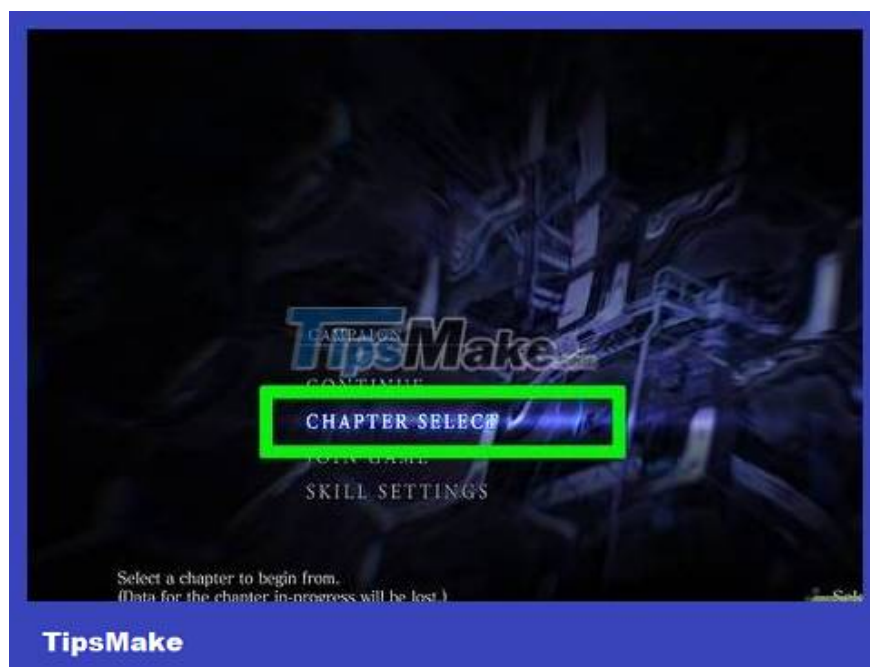 CAMPAIGN
TipsMake.com
CONTINUE
CHAPTER SELECT
JOIN GAME
SKILL SETTINGS
Select a chapter to begin from.
(Data for the chapter in-progress will be lost.)
TipsMake